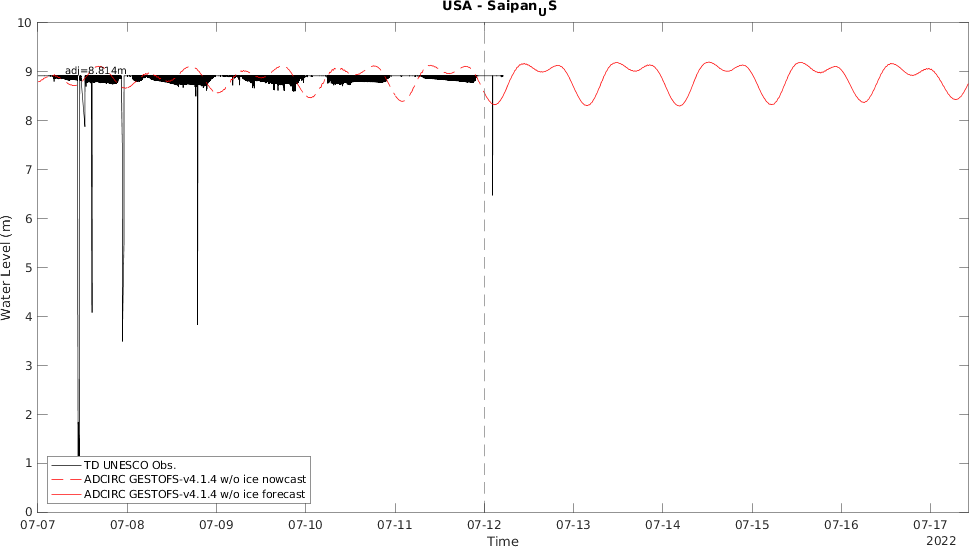 USA - Saipan_US
10
9
8
7
6
5
4
3
2
1
0
Water Level (m)
adj=8.814m
TD UNESCO Obs.
ADCIRC GESTOFS-v4.1.4 w/o ice nowcast
ADCIRC GESTOFS-v4.1.4 w/o ice forecast
07-07 07-08 07-09 07-10 07-11 07-12 07-13 07-14 07-15 07-16 07-17
Time
2022